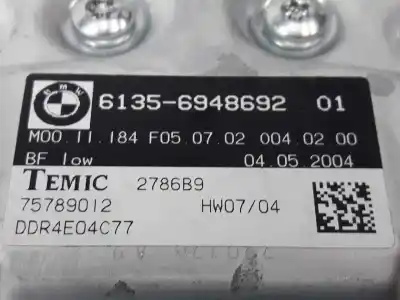 BMW
6135-6948692 01
M00.11.184 F05.07.02 004.02.00
BF low 04.05.2004
TEMIC 2786B9
75789012 HW07/04
DDR4E04C77